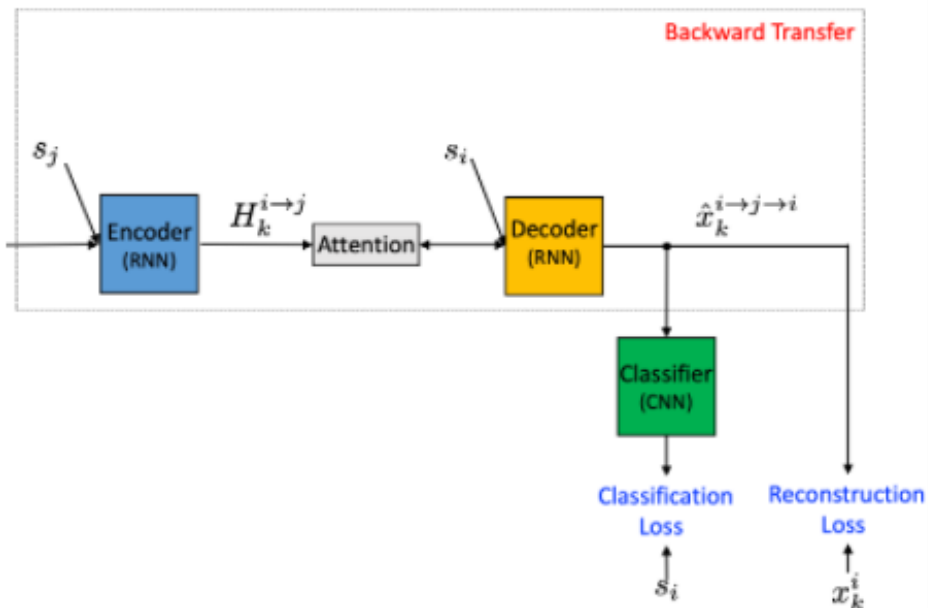 Backward Transfer
s_j
s_i
Encoder
(RNN)
H_k^{i→j}
Attention
Decoder
(RNN)
x̂_k^{i→j→i}
Classifier
(CNN)
Classification
Loss
Reconstruction
Loss
s_i
x_k^i